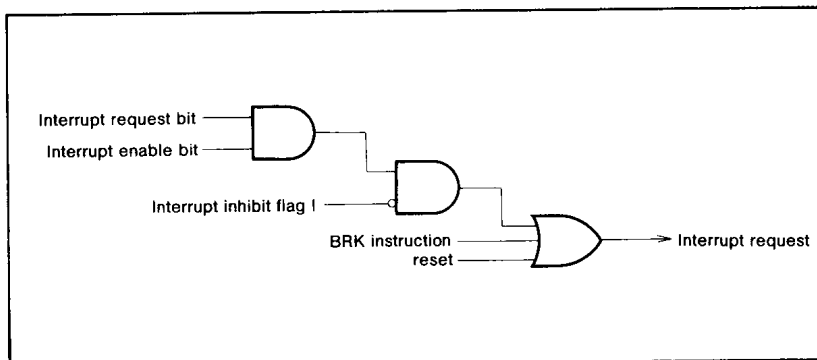 Interrupt request bit
Interrupt enable bit
Interrupt inhibit flag I
BRK instruction
reset
Interrupt request